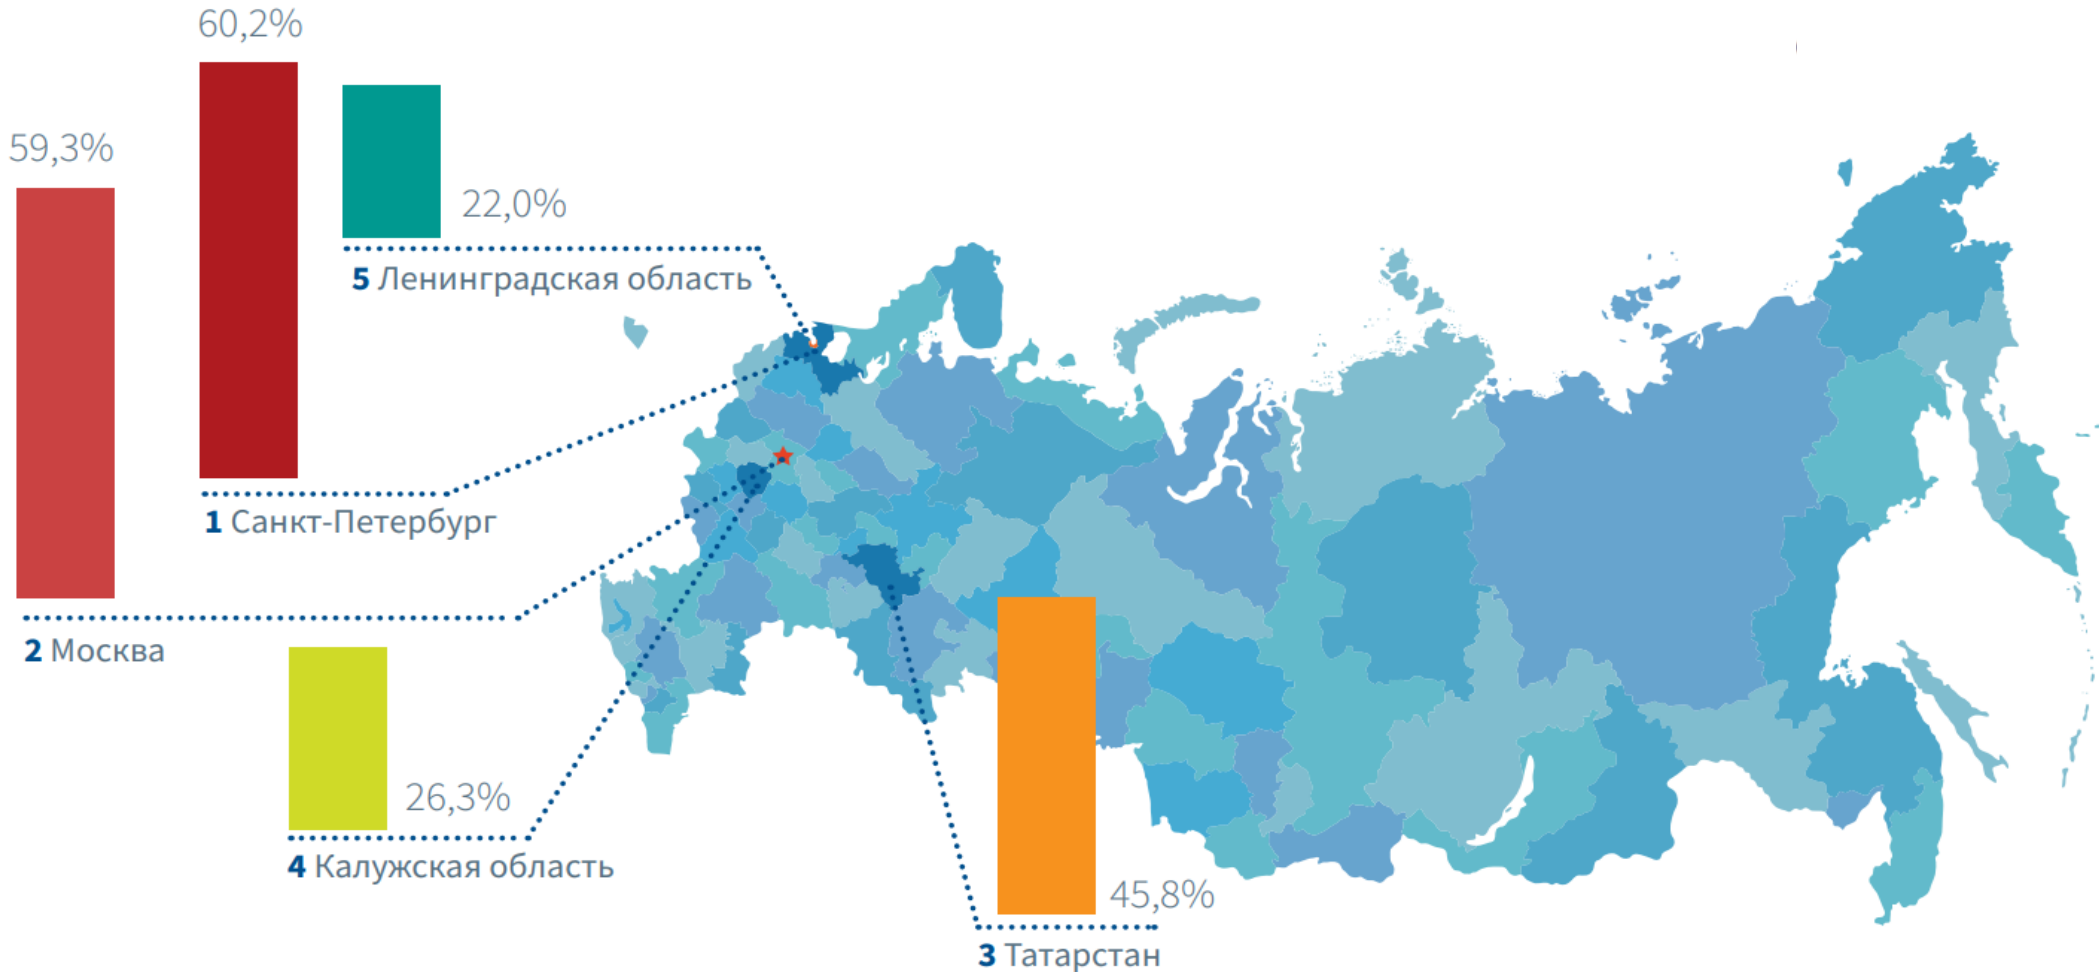 60,2%
59,3%
22,0%
5 Ленинградская область
1 Санкт-Петербург
2 Москва
26,3%
4 Калужская область
45,8%
3 Татарстан